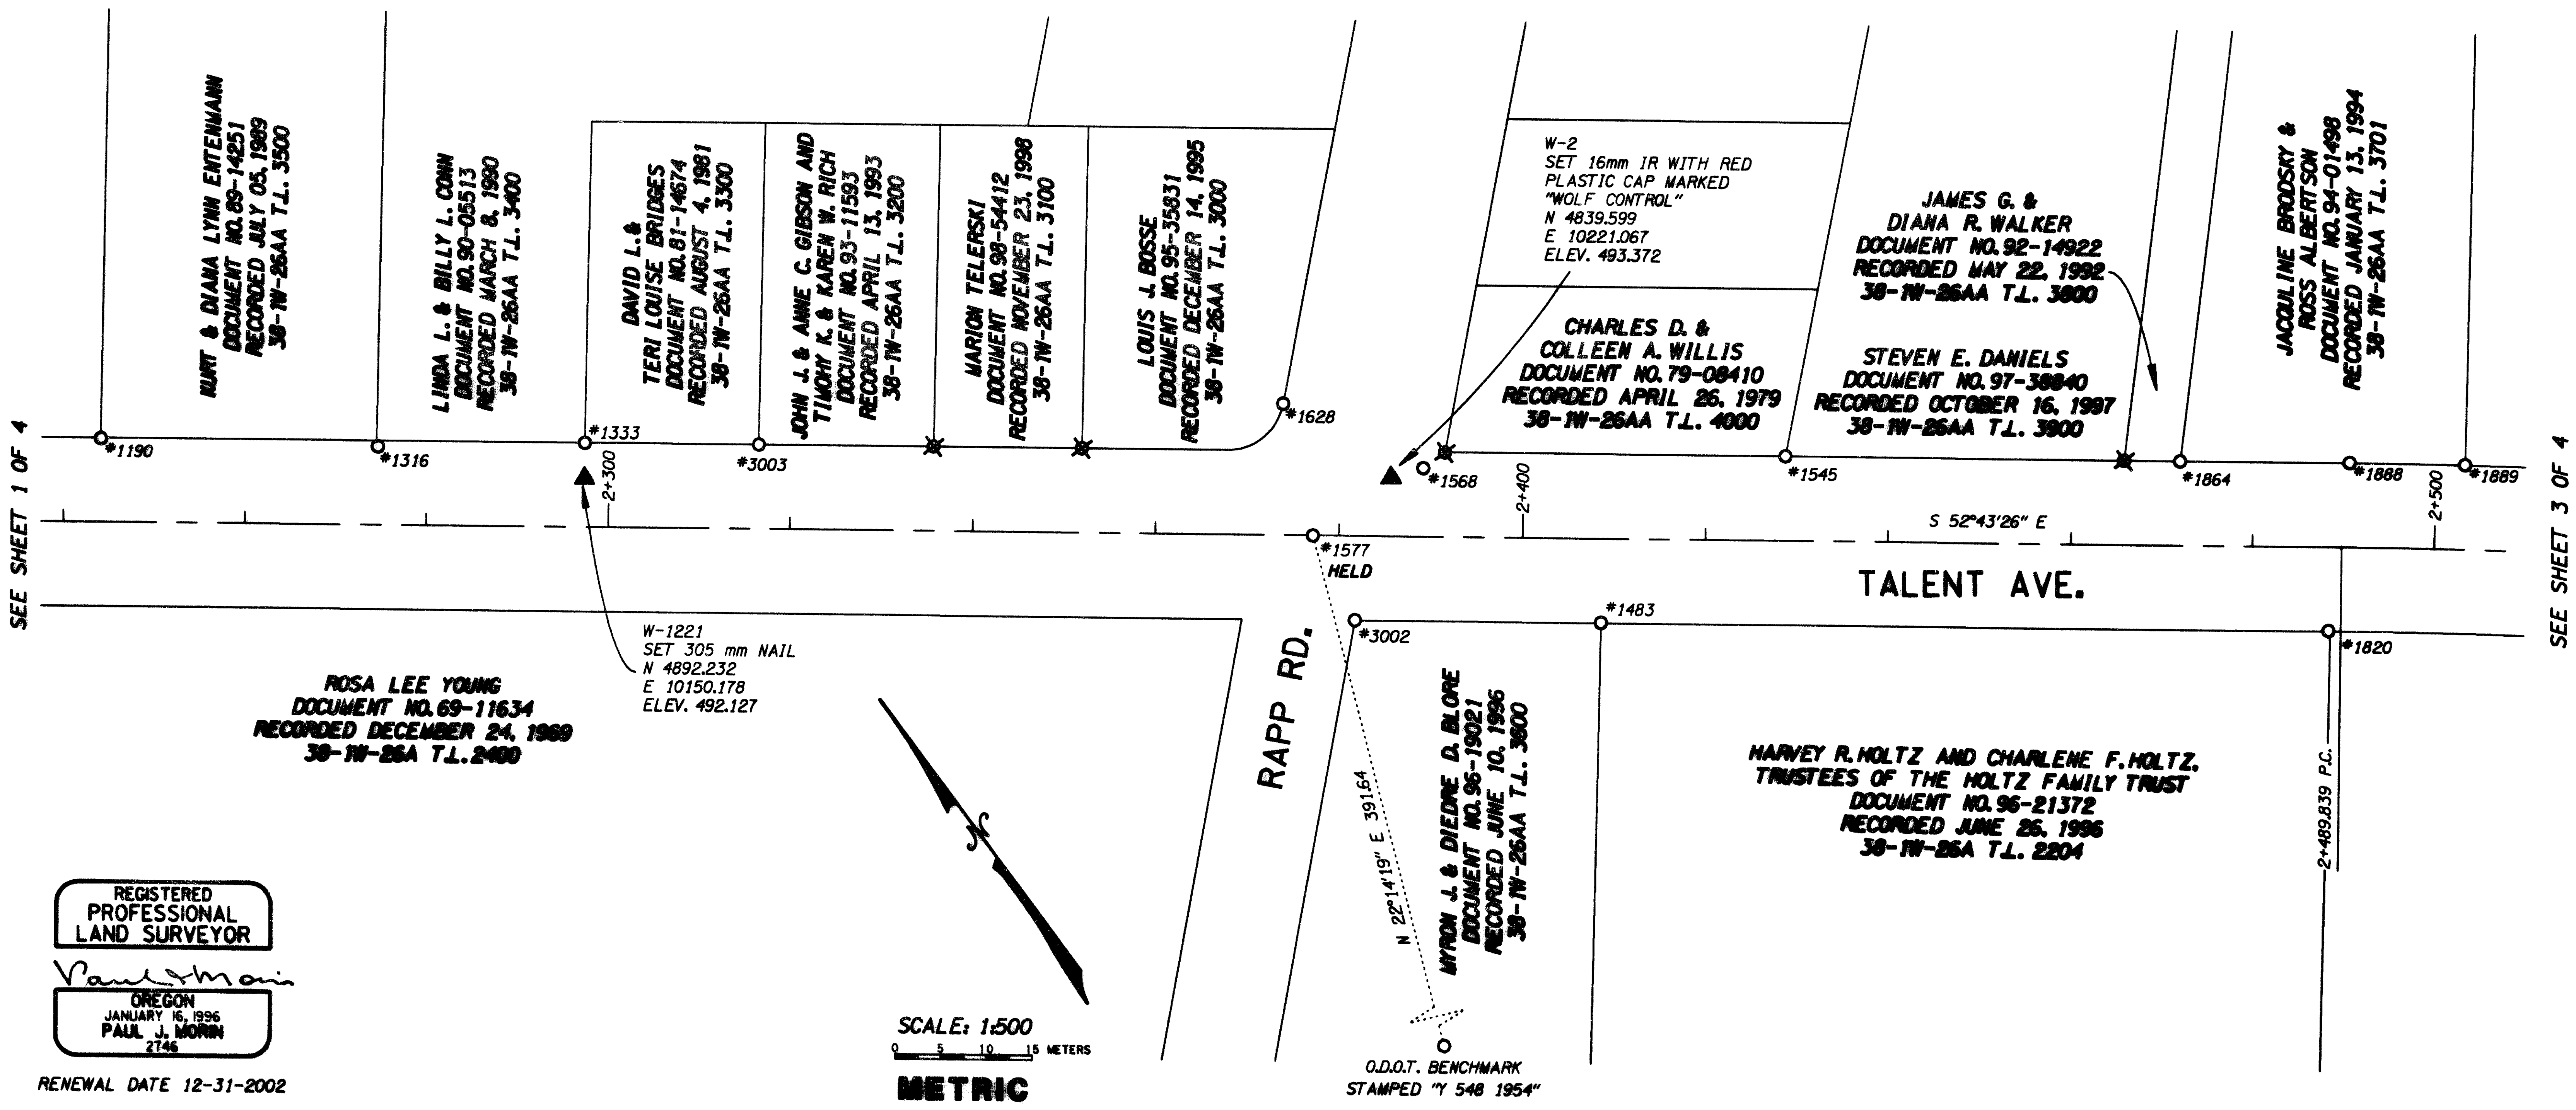 SEE SHEET 1 OF 4
KURT & DIANA LYNN ENTENMANN
DOCUMENT NO. 89-14251
RECORDED JULY 05, 1989
38-1W-26AA T.L. 3500
LINDA L. & BILLY L. CONN
DOCUMENT NO. 90-05513
RECORDED MARCH 8, 1990
38-1W-26AA T.L. 3400
DAVID L. &
TERI LOUISE BRIDGES
DOCUMENT NO. 81-14674
RECORDED AUGUST 4, 1981
38-1W-26AA T.L. 3300
JOHN J. & ANNE C. GIBSON AND
TIMOHY K. & KAREN W. RICH
DOCUMENT NO. 93-11593
RECORDED APRIL 13, 1993
38-1W-26AA T.L. 3200
MARION TELERSKI
DOCUMENT NO. 98-54412
RECORDED NOVEMBER 23, 1998
38-1W-26AA T.L. 3100
LOUIS J. BOSSE
DOCUMENT NO. 95-35831
RECORDED DECEMBER 14, 1995
38-1W-26AA T.L. 3000
W-2
SET 16mm IR WITH RED
PLASTIC CAP MARKED
"WOLF CONTROL"
N 4839.599
E 10221.067
ELEV. 493.372
CHARLES D. &
COLLEEN A. WILLIS
DOCUMENT NO. 79-08410
RECORDED APRIL 26, 1979
38-1W-26AA T.L. 4000
JAMES G. &
DIANA R. WALKER
DOCUMENT NO. 92-14922
RECORDED MAY 22, 1992
38-1W-26AA T.L. 3800
STEVEN E. DANIELS
DOCUMENT NO. 97-38840
RECORDED OCTOBER 16, 1997
38-1W-26AA T.L. 3900
JACQULINE BRODSKY &
ROSS ALBERTSON
DOCUMENT NO. 94-01498
RECORDED JANUARY 13, 1994
38-1W-26AA T.L. 3701
SEE SHEET 3 OF 4
#1190
#1316
#1333
#3003
#1628
#1568
#1545
#1864
#1888
#1889
2+300
2+400
2+500
S 52°43'26" E
#1577
HELD
TALENT AVE.
#3002
#1483
#1820
W-1221
SET 305 mm NAIL
N 4892.232
E 10150.178
ELEV. 492.127
ROSA LEE YOUNG
DOCUMENT NO. 69-11634
RECORDED DECEMBER 24, 1969
38-1W-26A T.L. 2400
N
RAPP RD.
N 22°14'19" E 391.64
MYRON J. & DIEDRE D. BLORE
DOCUMENT NO. 96-19021
RECORDED JUNE 10, 1996
38-1W-26AA T.L. 3600
HARVEY R. HOLTZ AND CHARLENE F. HOLTZ,
TRUSTEES OF THE HOLTZ FAMILY TRUST
DOCUMENT NO. 96-21372
RECORDED JUNE 26, 1996
38-1W-26A T.L. 2204
2+489.839 P.C.
REGISTERED
PROFESSIONAL
LAND SURVEYOR
Paul J Morin
OREGON
JANUARY 16, 1996
PAUL J. MORIN
2746
RENEWAL DATE 12-31-2002
SCALE: 1:500
0 5 10 15 METERS
METRIC
O.D.O.T. BENCHMARK
STAMPED "Y 548 1954"